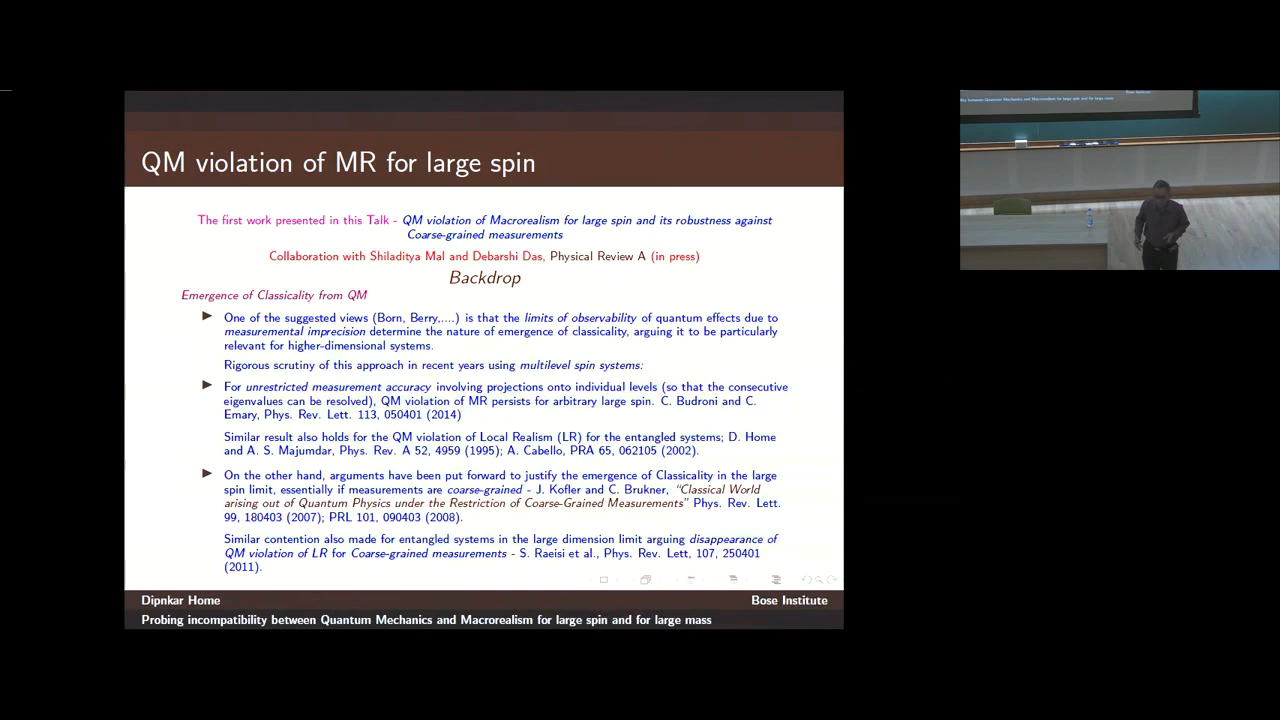 QM violation of MR for large spin
The first work presented in this Talk - QM violation of Macrorealism for large spin and its robustness against
Coarse-grained measurements
Collaboration with Shiladitya Mal and Debarshi Das, Physical Review A (in press)
Backdrop
Emergence of Classicality from QM
One of the suggested views (Born, Berry,....) is that the limits of observability of quantum effects due to
measuremental imprecision determine the nature of emergence of classicality, arguing it to be particularly
relevant for higher-dimensional systems.
Rigorous scrutiny of this approach in recent years using multilevel spin systems:
For unrestricted measurement accuracy involving projections onto individual levels (so that the consecutive
eigenvalues can be resolved), QM violation of MR persists for arbitrary large spin. C. Budroni and C.
Emary, Phys. Rev. Lett. 113, 050401 (2014)
Similar result also holds for the QM violation of Local Realism (LR) for the entangled systems; D. Home
and A. S. Majumdar, Phys. Rev. A 52, 4959 (1995); A. Cabello, PRA 65, 062105 (2002).
On the other hand, arguments have been put forward to justify the emergence of Classicality in the large
spin limit, essentially if measurements are coarse-grained - J. Kofler and C. Brukner, “Classical World
arising out of Quantum Physics under the Restriction of Coarse-Grained Measurements” Phys. Rev. Lett.
99, 180403 (2007); PRL 101, 090403 (2008).
Similar contention also made for entangled systems in the large dimension limit arguing disappearance of
QM violation of LR for Coarse-grained measurements - S. Raeisi et al., Phys. Rev. Lett, 107, 250401
(2011).
Dipnkar Home
Bose Institute
Probing incompatibility between Quantum Mechanics and Macrorealism for large spin and for large mass